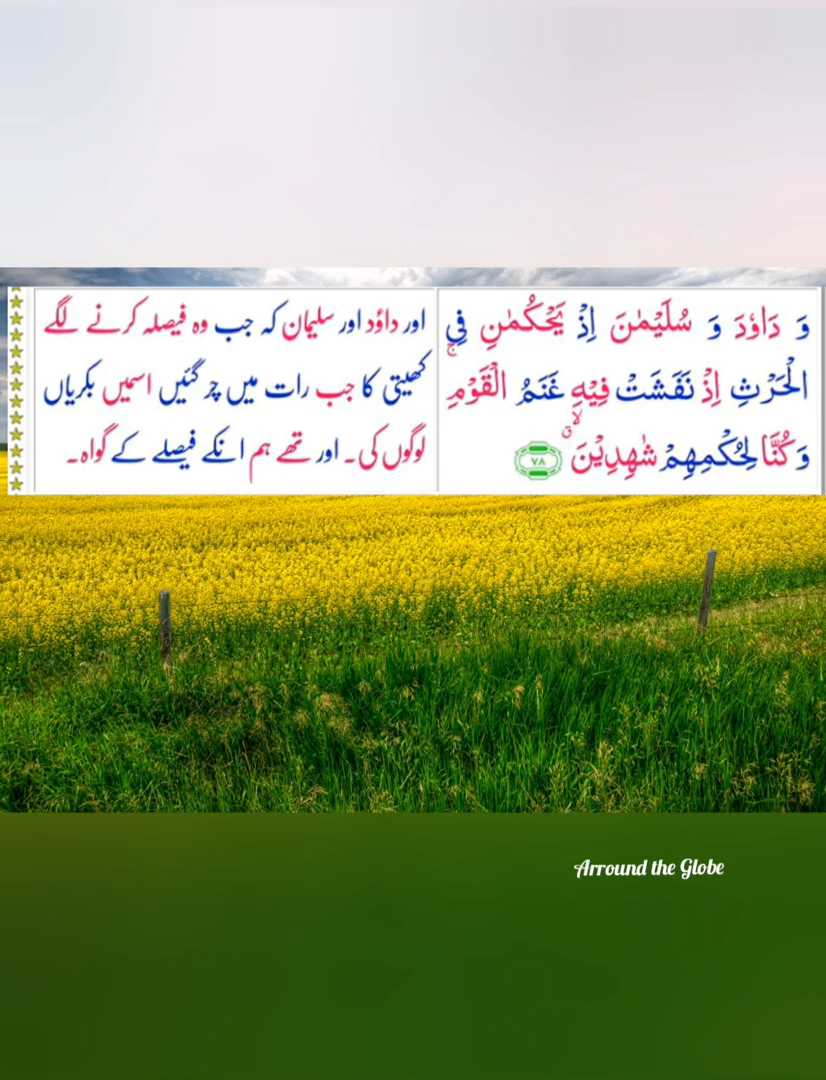 وَ دَاوٗدَ وَ سُلَيْمٰنَ اِذْ يَحْكُمٰنِ فِي
الْحَرْثِ اِذْ نَفَشَتْ فِيْهِ غَنَمُ الْقَوْمِ ۚ
وَ كُنَّا لِحُكْمِهِمْ شٰهِدِيْنَ ۙ ۷۸
اور داؤد اور سلیمان کہ جب وہ فیصلہ کرنے لگے
کھیتی کا جب رات میں چر گئیں اسمیں بکریاں
لوگوں کی۔ اور تھے ہم انکے فیصلے کے گواہ۔
Arround the Globe